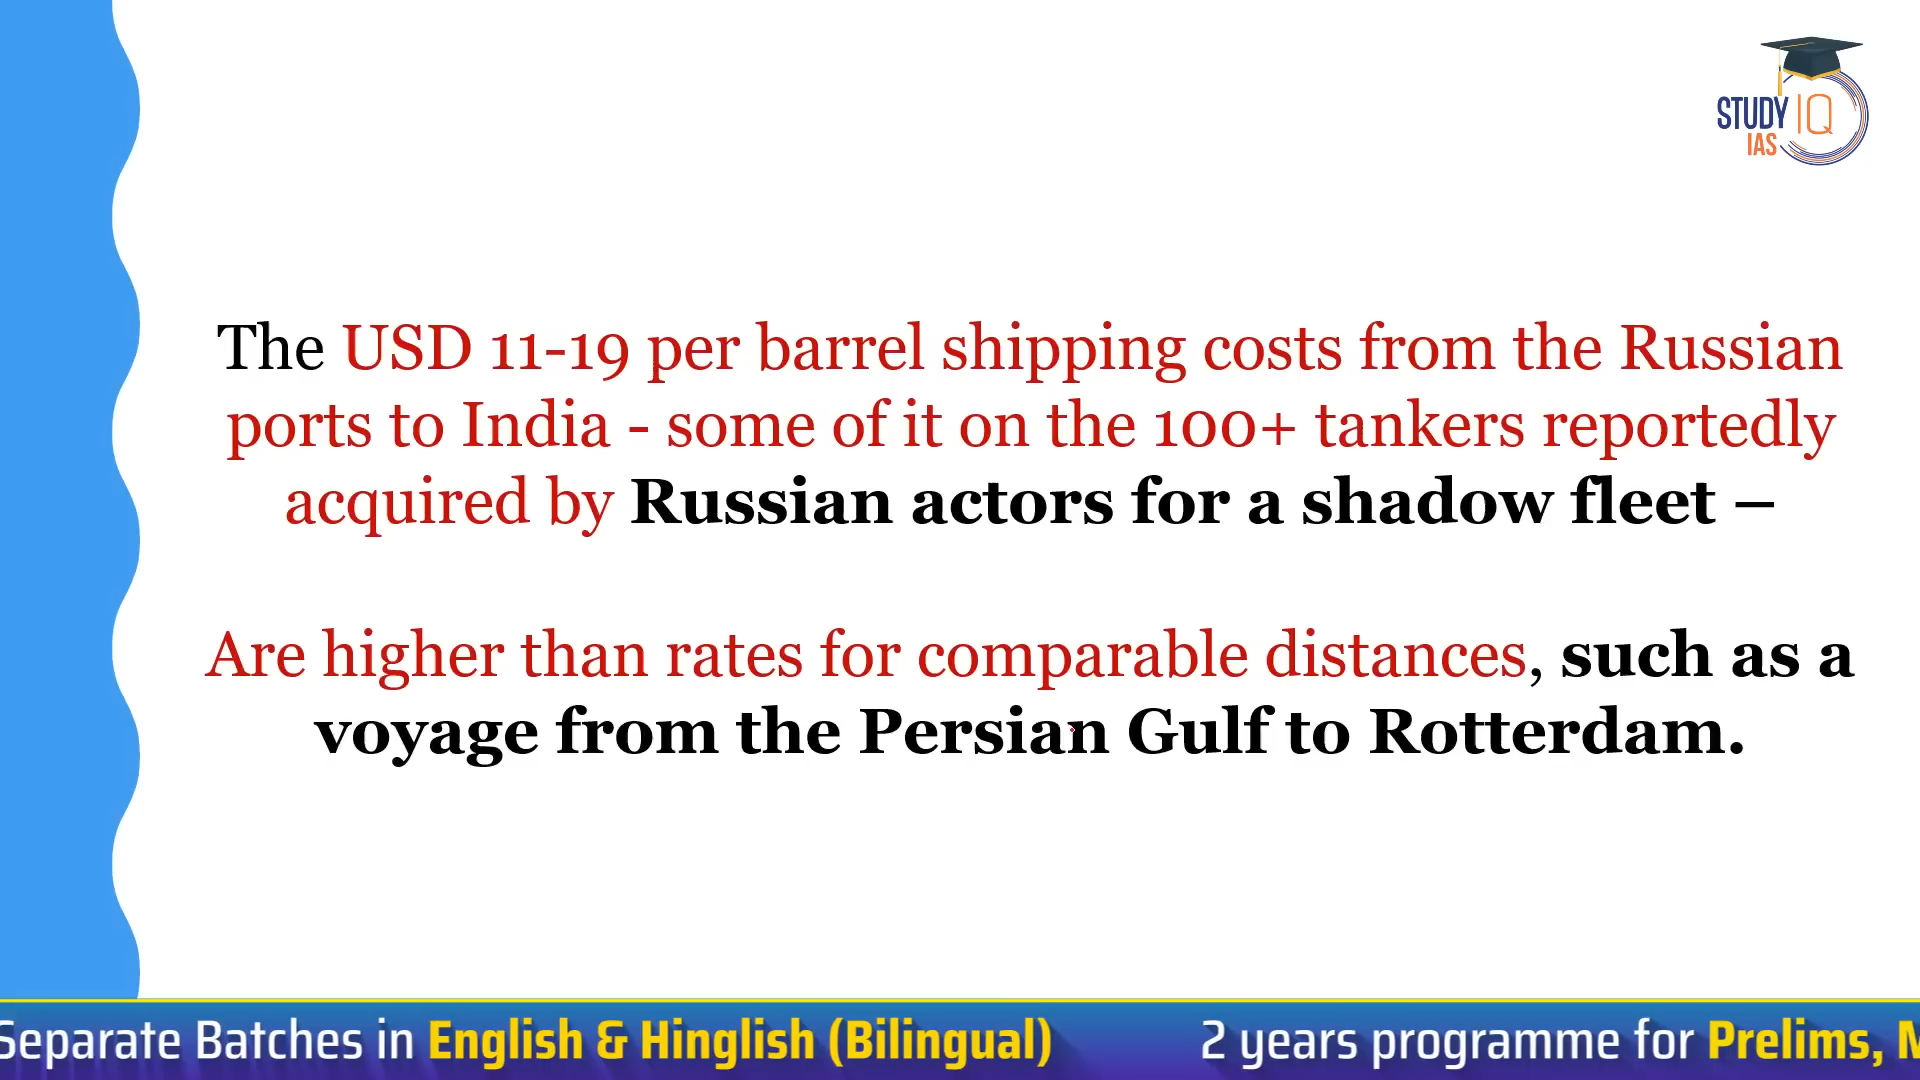 STUDY IQ
IAS
The USD 11-19 per barrel shipping costs from the Russian
ports to India - some of it on the 100+ tankers reportedly
acquired by Russian actors for a shadow fleet –
Are higher than rates for comparable distances, such as a
voyage from the Persian Gulf to Rotterdam.
Separate Batches in English & Hinglish (Bilingual) 2 years programme for Prelims, M